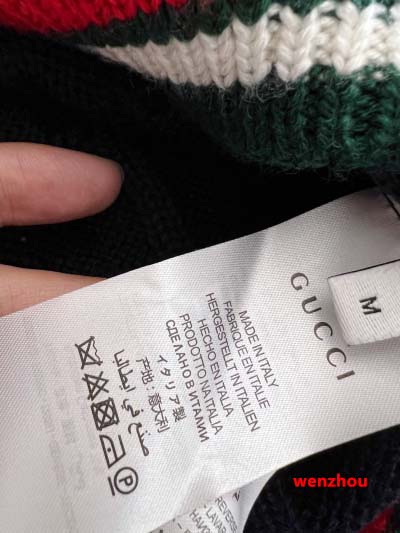 GUCCI
M
MADE IN ITALY
FABRIQUE EN ITALIE
HERGESTELLT IN ITALIEN
HECHO EN ITALIA
PRODOTTO NA ITALIA
СДЕЛАНО В ИТАЛИИ
イタリア製
产地：意大利
صنع في إيطاليا
P
wenzhou